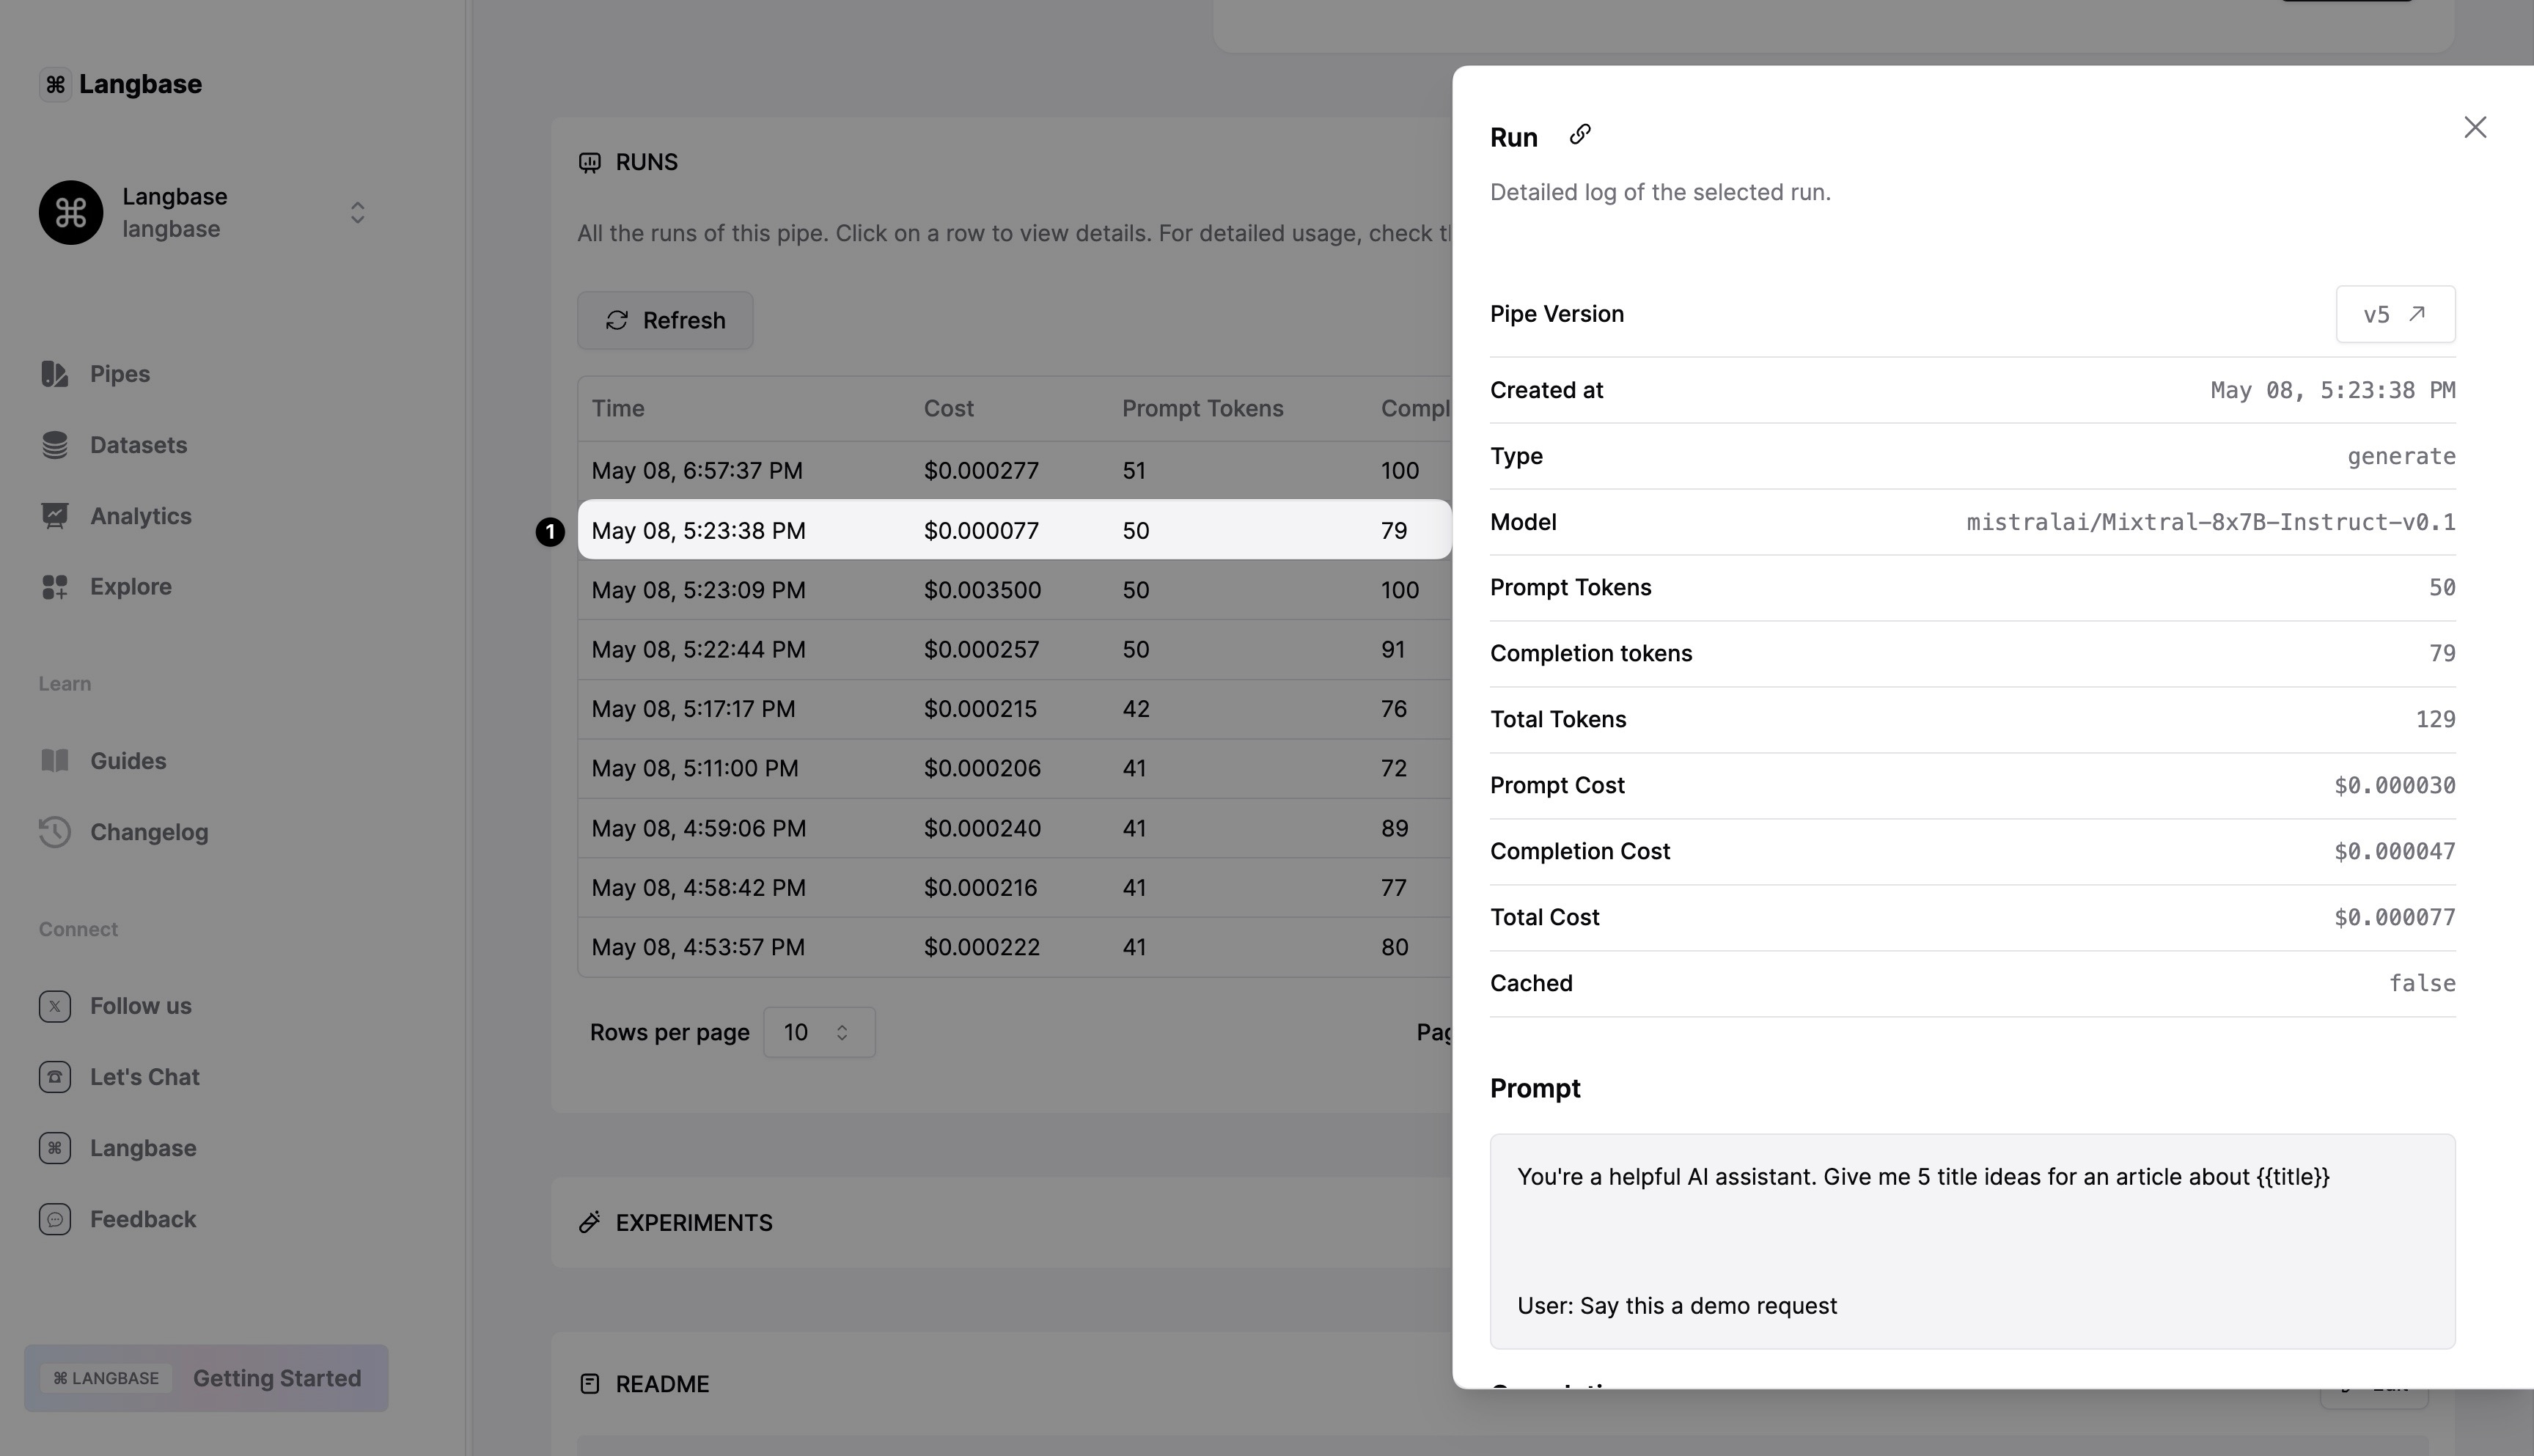 Langbase
Langbase
langbase
Pipes
Datasets
Analytics
Explore
Learn
Guides
Changelog
Connect
Follow us
Let's Chat
Langbase
Feedback
⌘ LANGBASE Getting Started
RUNS
All the runs of this pipe. Click on a row to view details. For detailed usage, check
Refresh
Time Cost Prompt Tokens
May 08, 6:57:37 PM $0.000277 51 100
1 May 08, 5:23:38 PM $0.000077 50 79
May 08, 5:23:09 PM $0.003500 50 100
May 08, 5:22:44 PM $0.000257 50 91
May 08, 5:17:17 PM $0.000215 42 76
May 08, 5:11:00 PM $0.000206 41 72
May 08, 4:59:06 PM $0.000240 41 89
May 08, 4:58:42 PM $0.000216 41 77
May 08, 4:53:57 PM $0.000222 41 80
Rows per page 10
EXPERIMENTS
README
Run
Detailed log of the selected run.
Pipe Version v5
Created at May 08, 5:23:38 PM
Type generate
Model mistralai/Mixtral-8x7B-Instruct-v0.1
Prompt Tokens 50
Completion tokens 79
Total Tokens 129
Prompt Cost $0.000030
Completion Cost $0.000047
Total Cost $0.000077
Cached false
Prompt
You're a helpful AI assistant. Give me 5 title ideas for an article about {{title}}
User: Say this a demo request